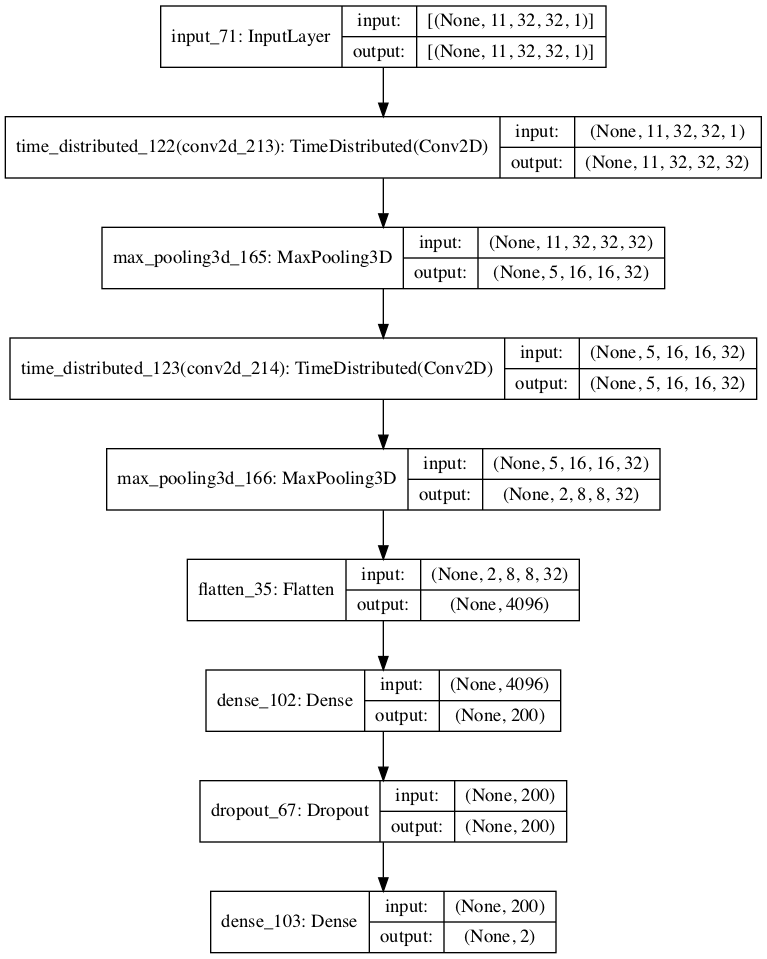 input_71: InputLayer
input:
[(None, 11, 32, 32, 1)]
output:
[(None, 11, 32, 32, 1)]
time_distributed_122(conv2d_213): TimeDistributed(Conv2D)
input:
(None, 11, 32, 32, 1)
output:
(None, 11, 32, 32, 32)
max_pooling3d_165: MaxPooling3D
input:
(None, 11, 32, 32, 32)
output:
(None, 5, 16, 16, 32)
time_distributed_123(conv2d_214): TimeDistributed(Conv2D)
input:
(None, 5, 16, 16, 32)
output:
(None, 5, 16, 16, 32)
max_pooling3d_166: MaxPooling3D
input:
(None, 5, 16, 16, 32)
output:
(None, 2, 8, 8, 32)
flatten_35: Flatten
input:
(None, 2, 8, 8, 32)
output:
(None, 4096)
dense_102: Dense
input:
(None, 4096)
output:
(None, 200)
dropout_67: Dropout
input:
(None, 200)
output:
(None, 200)
dense_103: Dense
input:
(None, 200)
output:
(None, 2)